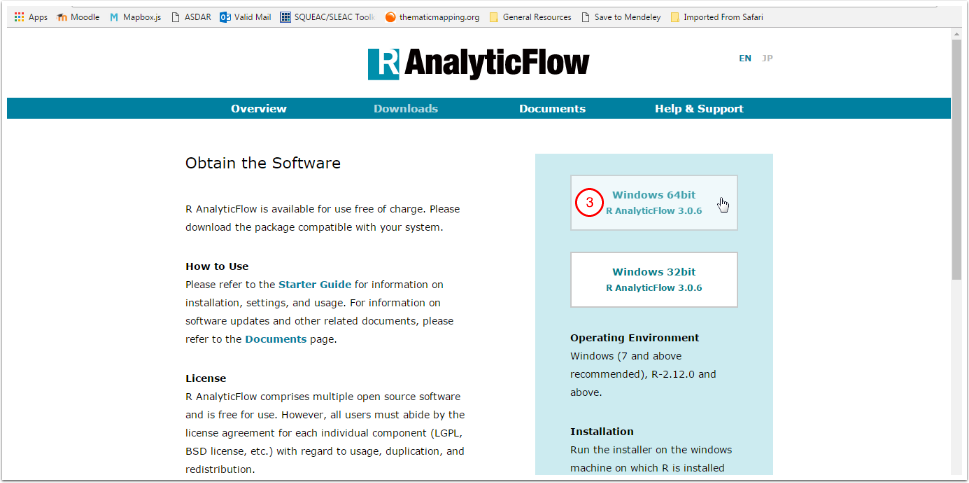 Apps Moodle Mapbox.js ASDAR Valid Mail SQUEAC/SLEAC Toolk thematicmapping.org General Resources Save to Mendeley Imported From Safari
R AnalyticFlow
EN JP
Overview Downloads Documents Help & Support
Obtain the Software
R AnalyticFlow is available for use free of charge. Please
download the package compatible with your system.
How to Use
Please refer to the Starter Guide for information on
installation, settings, and usage. For information on
software updates and other related documents, please
refer to the Documents page.
License
R AnalyticFlow comprises multiple open source software
and is free for use. However, all users must abide by the
license agreement for each individual component (LGPL,
BSD license, etc.) with regard to usage, duplication, and
redistribution.
3
Windows 64bit
R AnalyticFlow 3.0.6
Windows 32bit
R AnalyticFlow 3.0.6
Operating Environment
Windows (7 and above
recommended), R-2.12.0 and
above.
Installation
Run the installer on the windows
machine on which R is installed